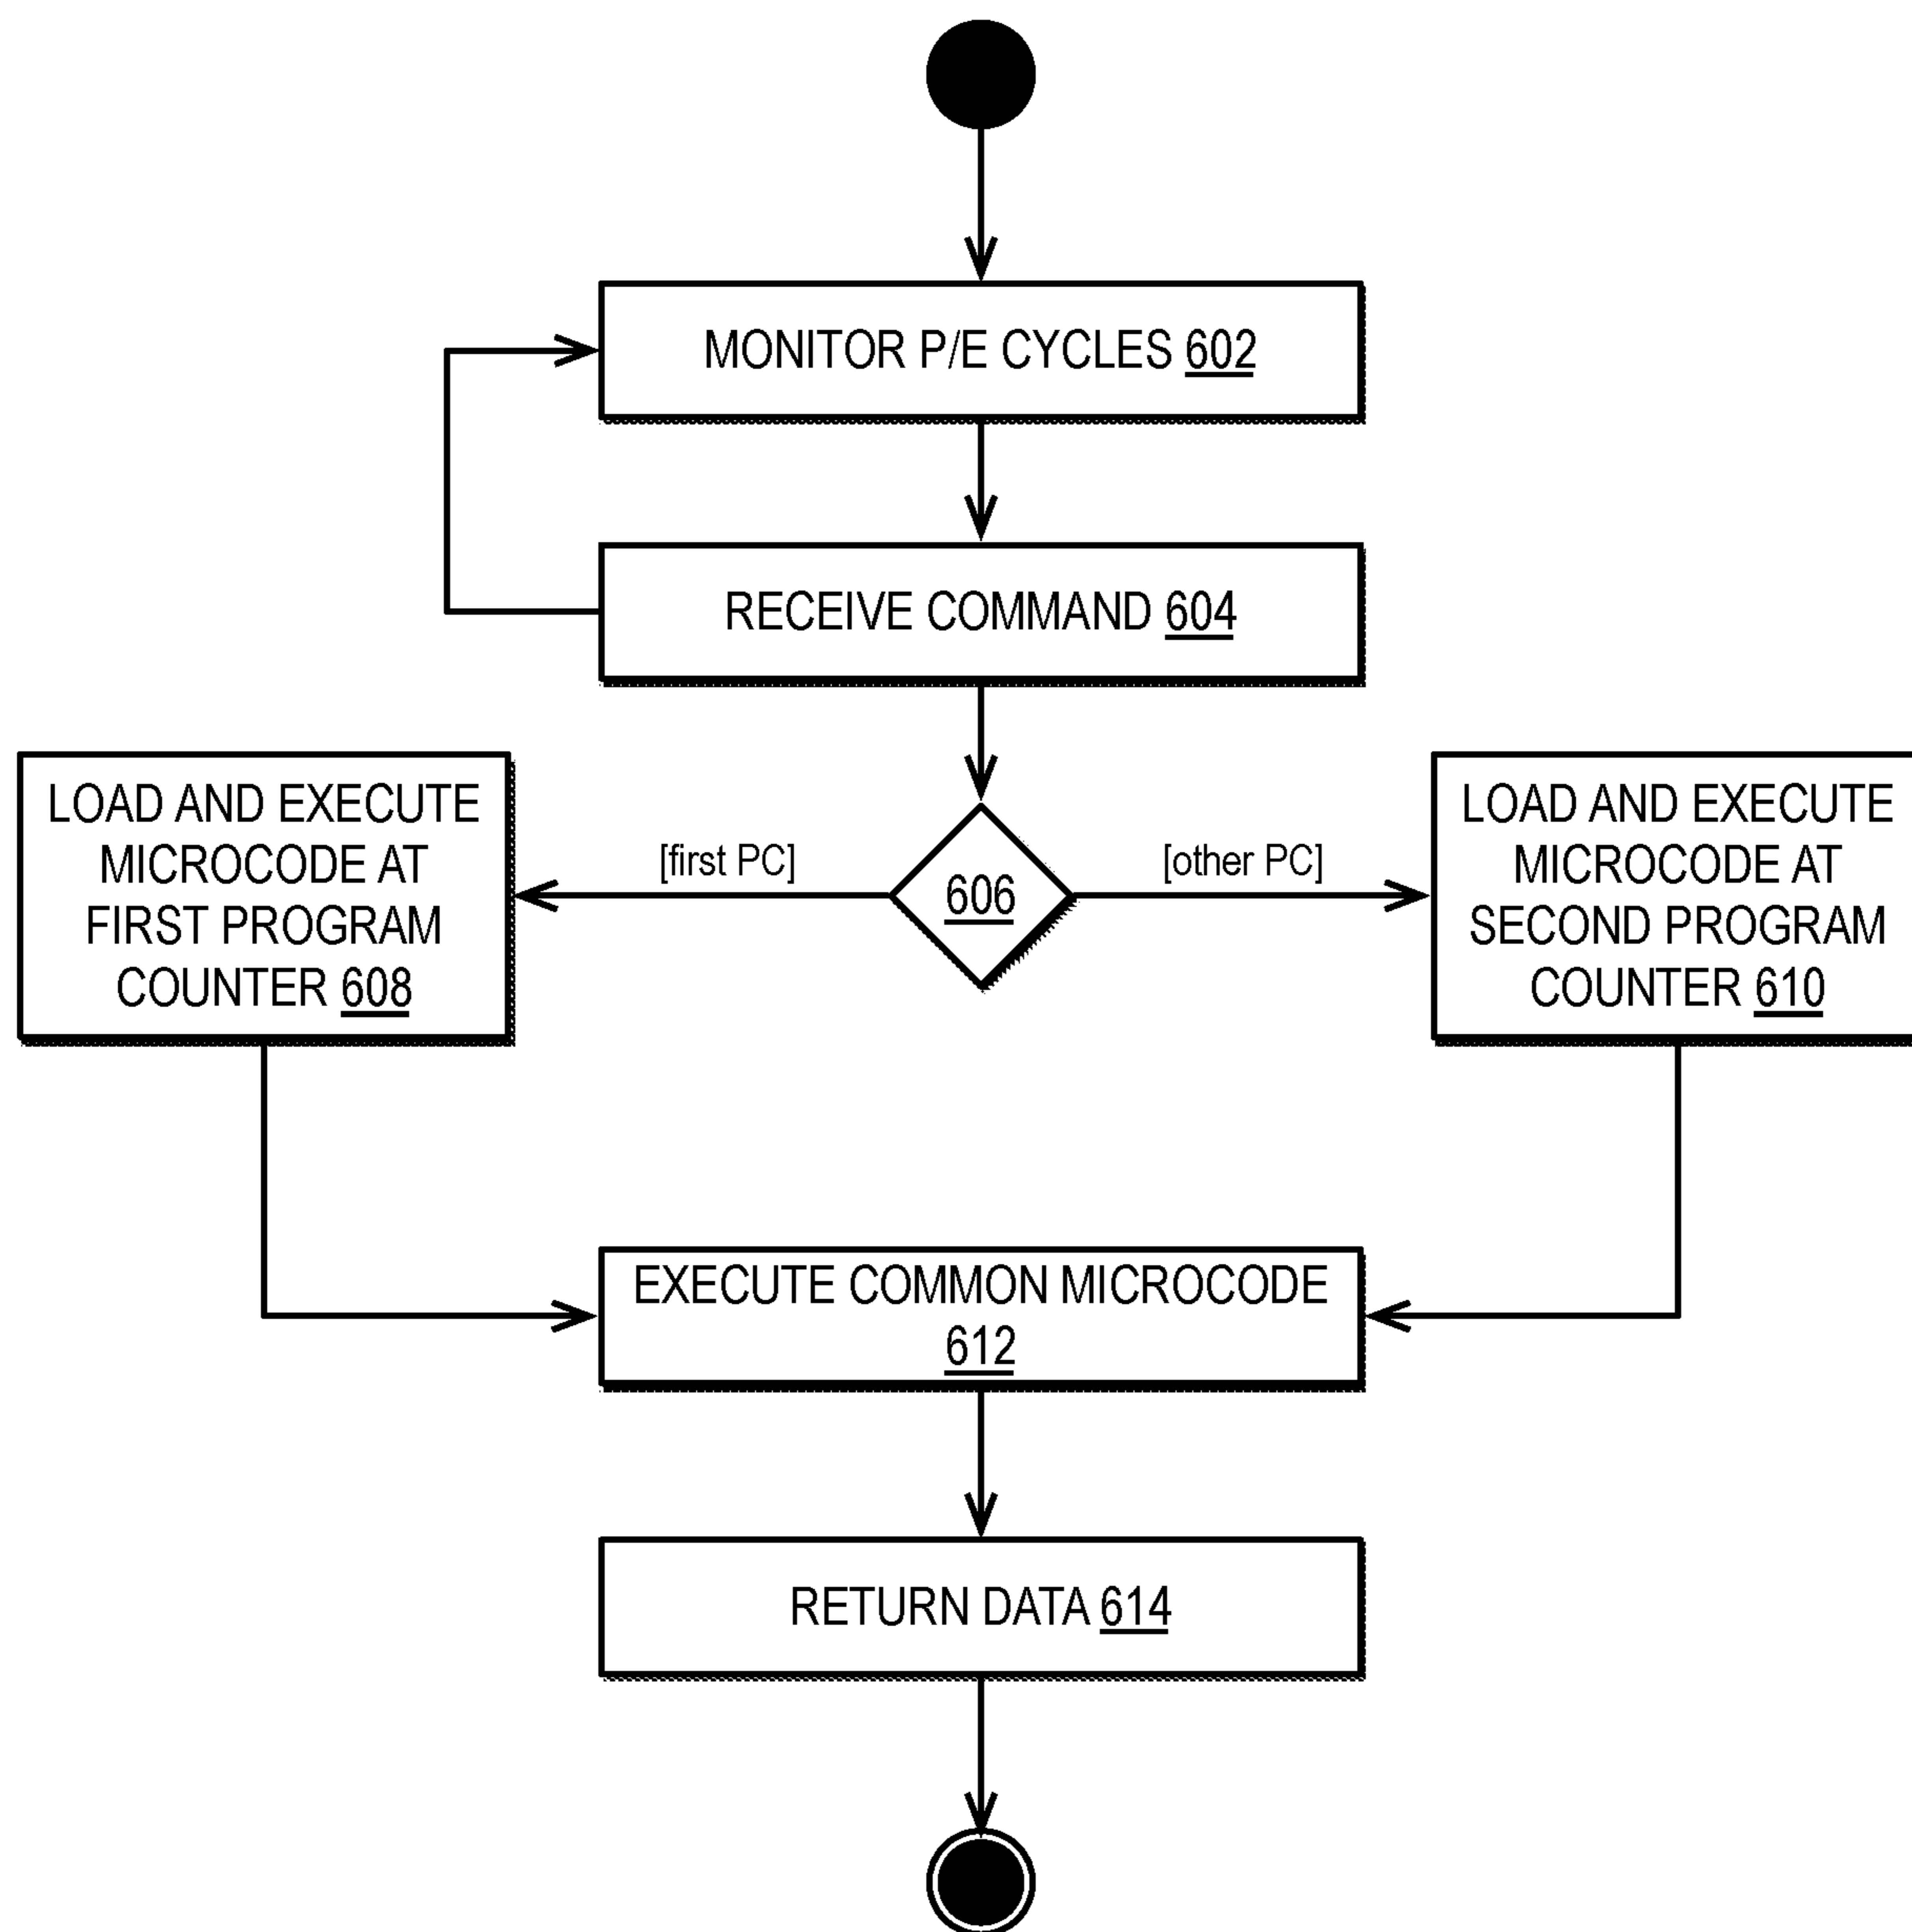 MONITOR P/E CYCLES 602
RECEIVE COMMAND 604
LOAD AND EXECUTE
MICROCODE AT
FIRST PROGRAM
COUNTER 608
[first PC]
606
[other PC]
LOAD AND EXECUTE
MICROCODE AT
SECOND PROGRAM
COUNTER 610
EXECUTE COMMON MICROCODE
612
RETURN DATA 614